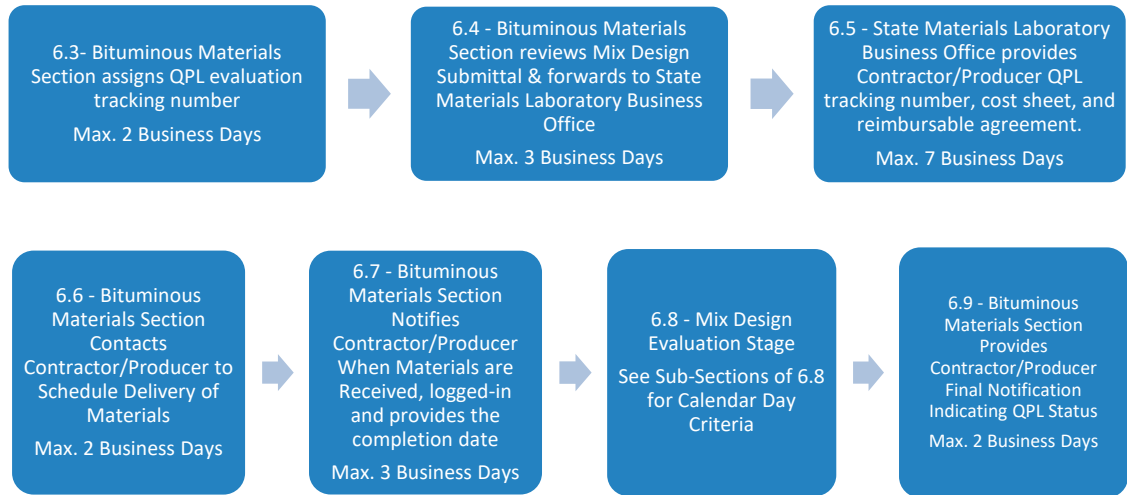 6.3- Bituminous Materials
Section assigns QPL evaluation
tracking number
Max. 2 Business Days
6.4 - Bituminous Materials
Section reviews Mix Design
Submittal & forwards to State
Materials Laboratory Business
Office
Max. 3 Business Days
6.5 - State Materials Laboratory
Business Office provides
Contractor/Producer QPL
tracking number, cost sheet, and
reimbursable agreement.
Max. 7 Business Days
6.6 - Bituminous
Materials Section
Contacts
Contractor/Producer to
Schedule Delivery of
Materials
Max. 2 Business Days
6.7 - Bituminous
Materials Section
Notifies
Contractor/Producer
When Materials are
Received, logged-in
and provides the
completion date
Max. 3 Business Days
6.8 - Mix Design
Evaluation Stage
See Sub-Sections of 6.8
for Calendar Day
Criteria
6.9 - Bituminous
Materials Section
Provides
Contractor/Producer
Final Notification
Indicating QPL Status
Max. 2 Business Days